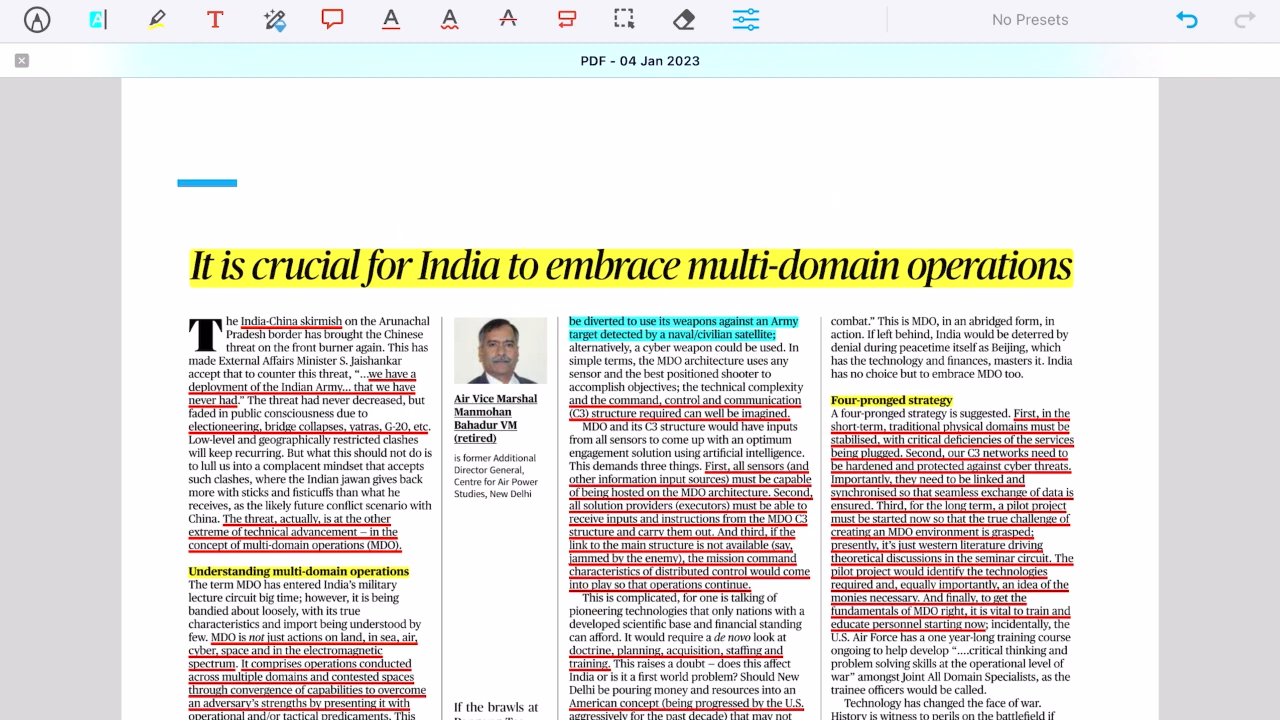 No Presets
PDF - 04 Jan 2023
It is crucial for India to embrace multi-domain operations
The India-China skirmish on the Arunachal
Pradesh border has brought the Chinese
threat on the front burner again. This has
made External Affairs Minister S. Jaishankar
accept that to counter this threat, “...we have a
deployment of the Indian Army... that we have
never had.” The threat had never decreased, but
faded in public consciousness due to
electioneering, bridge collapses, yatras, G-20, etc.
Low-level and geographically restricted clashes
will keep recurring. But what this should not do is
to lull us into a complacent mindset that accepts
such clashes, where the Indian jawan gives back
more with sticks and fisticuffs than what he
receives, as the likely future conflict scenario with
China. The threat, actually, is at the other
extreme of technical advancement — in the
concept of multi-domain operations (MDO).
Understanding multi-domain operations
The term MDO has entered India’s military
lecture circuit big time; however, it is being
bandied about loosely, with its true
characteristics and import being understood by
few. MDO is not just actions on land, in sea, air,
cyber, space and in the electromagnetic
spectrum. It comprises operations conducted
across multiple domains and contested spaces
through convergence of capabilities to overcome
an adversary’s strengths by presenting it with
operational and/or tactical predicaments. This
Air Vice Marshal
Manmohan
Bahadur VM
(retired)
is former Additional
Director General,
Centre for Air Power
Studies, New Delhi
If the brawls at
be diverted to use its weapons against an Army
target detected by a naval/civilian satellite;
alternatively, a cyber weapon could be used. In
simple terms, the MDO architecture uses any
sensor and the best positioned shooter to
accomplish objectives; the technical complexity
and the command, control and communication
(C3) structure required can well be imagined.
MDO and its C3 structure would have inputs
from all sensors to come up with an optimum
engagement solution using artificial intelligence.
This demands three things. First, all sensors (and
other information input sources) must be capable
of being hosted on the MDO architecture. Second,
all solution providers (executors) must be able to
receive inputs and instructions from the MDO C3
structure and carry them out. And third, if the
link to the main structure is not available (say,
jammed by the enemy), the mission command
characteristics of distributed control would come
into play so that operations continue.
This is complicated, for one is talking of
pioneering technologies that only nations with a
developed scientific base and financial standing
can afford. It would require a de novo look at
doctrine, planning, acquisition, staffing and
training. This raises a doubt — does this affect
India or is it a first world problem? Should New
Delhi be pouring money and resources into an
American concept (being progressed by the U.S.
aggressively for the past decade) that may not
combat.” This is MDO, in an abridged form, in
action. If left behind, India would be deterred by
denial during peacetime itself as Beijing, which
has the technology and finances, masters it. India
has no choice but to embrace MDO too.
Four-pronged strategy
A four-pronged strategy is suggested. First, in the
short-term, traditional physical domains must be
stabilised, with critical deficiencies of the services
being plugged. Second, our C3 networks need to
be hardened and protected against cyber threats.
Importantly, they need to be linked and
synchronised so that seamless exchange of data is
ensured. Third, for the long term, a pilot project
must be started now so that the true challenge of
creating an MDO environment is grasped;
presently, it’s just western literature driving
theoretical discussions in the seminar circuit. The
pilot project would identify the technologies
required and, equally importantly, an idea of the
monies necessary. And finally, to get the
fundamentals of MDO right, it is vital to train and
educate personnel starting now; incidentally, the
U.S. Air Force has a one year-long training course
ongoing to help develop “....critical thinking and
problem solving skills at the operational level of
war” amongst Joint All Domain Specialists, as the
trainee officers would be called.
Technology has changed the face of war.
History is witness to perils on the battlefield if